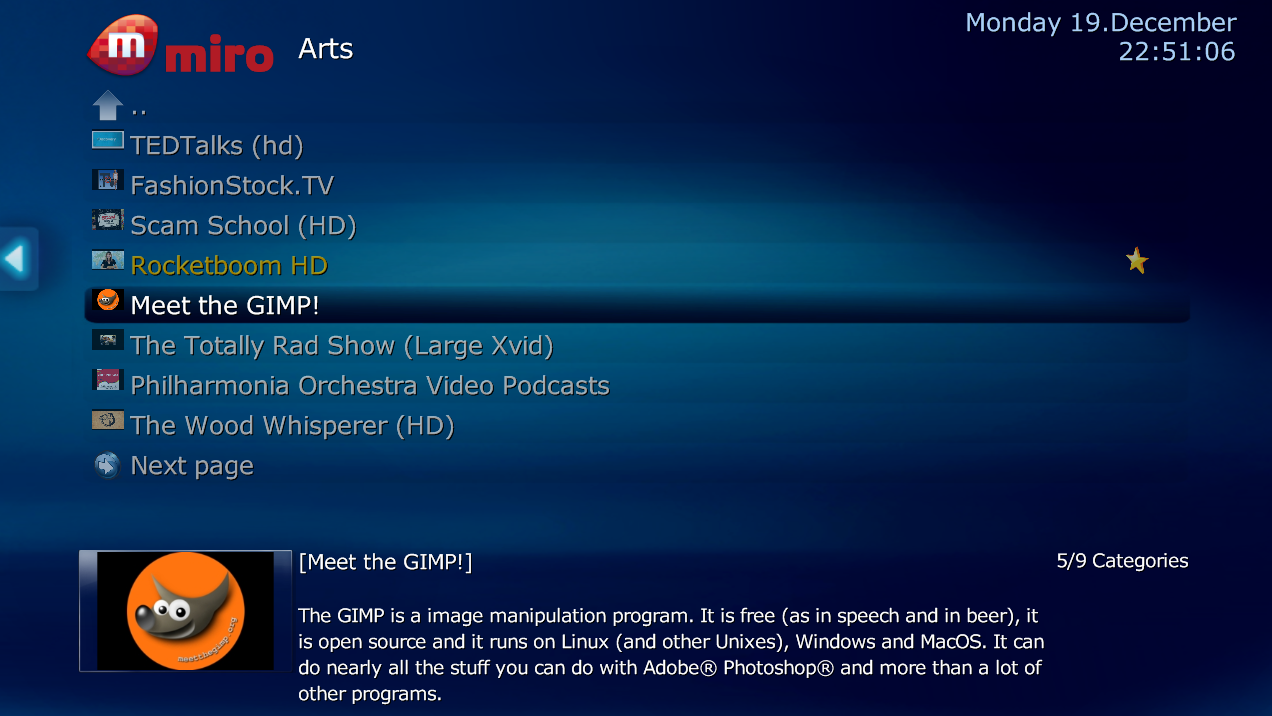 m miro Arts
Monday 19.December
22:51:06
..
TEDTalks (hd)
FashionStock.TV
Scam School (HD)
Rocketboom HD
Meet the GIMP!
The Totally Rad Show (Large Xvid)
Philharmonia Orchestra Video Podcasts
The Wood Whisperer (HD)
Next page
[Meet the GIMP!]
5/9 Categories
The GIMP is a image manipulation program. It is free (as in speech and in beer), it
is open source and it runs on Linux (and other Unixes), Windows and MacOS. It can
do nearly all the stuff you can do with Adobe® Photoshop® and more than a lot of
other programs.
meetthegimp.org